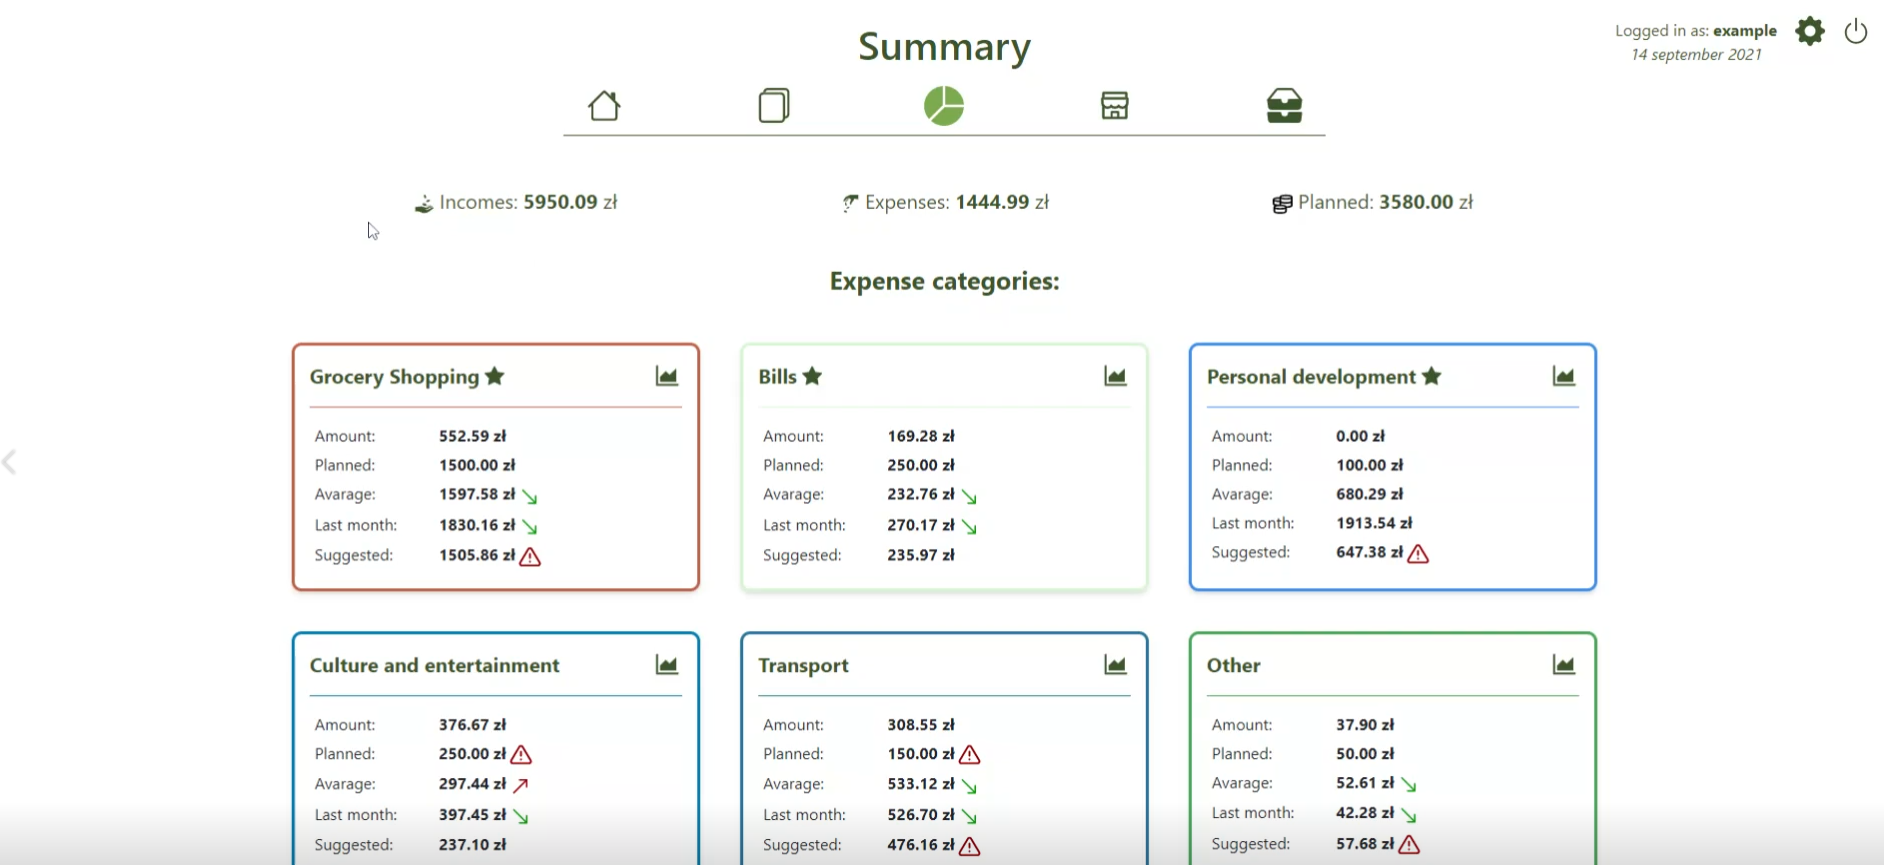 Summary
Logged in as: example
14 september 2021
Incomes: 5950.09 zł
Expenses: 1444.99 zł
Planned: 3580.00 zł
Expense categories:
Grocery Shopping
Amount: 552.59 zł
Planned: 1500.00 zł
Avarage: 1597.58 zł
Last month: 1830.16 zł
Suggested: 1505.86 zł
Bills
Amount: 169.28 zł
Planned: 250.00 zł
Avarage: 232.76 zł
Last month: 270.17 zł
Suggested: 235.97 zł
Personal development
Amount: 0.00 zł
Planned: 100.00 zł
Avarage: 680.29 zł
Last month: 1913.54 zł
Suggested: 647.38 zł
Culture and entertainment
Amount: 376.67 zł
Planned: 250.00 zł
Avarage: 297.44 zł
Last month: 397.45 zł
Suggested: 237.10 zł
Transport
Amount: 308.55 zł
Planned: 150.00 zł
Avarage: 533.12 zł
Last month: 526.70 zł
Suggested: 476.16 zł
Other
Amount: 37.90 zł
Planned: 50.00 zł
Avarage: 52.61 zł
Last month: 42.28 zł
Suggested: 57.68 zł